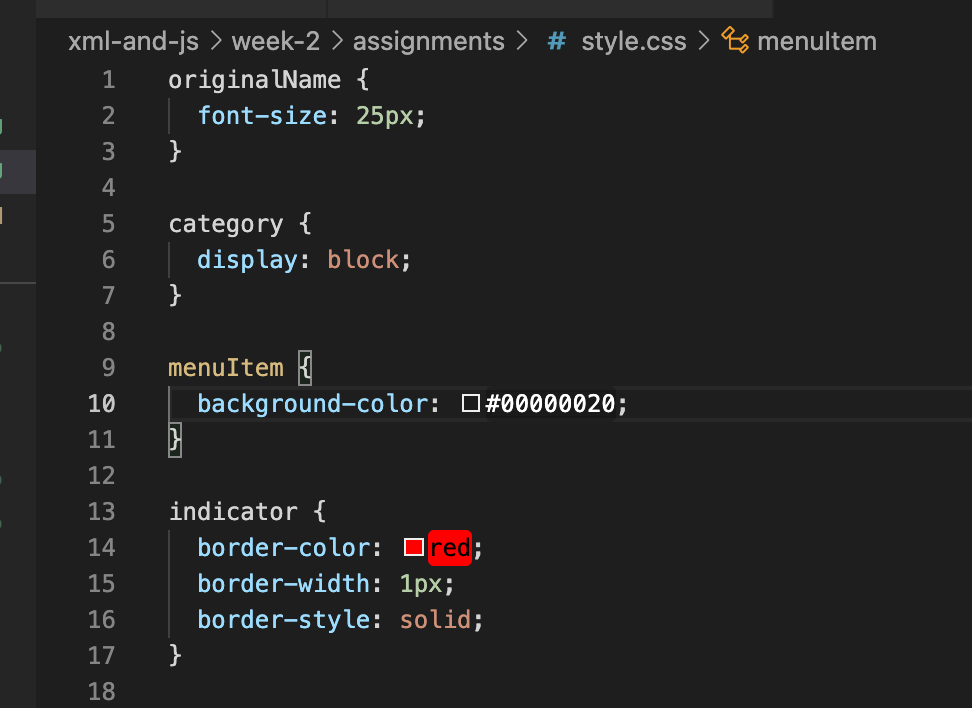 xml-and-js > week-2 > assignments > # style.css > menuItem
1 originalName {
2 font-size: 25px;
3 }
4
5 category {
6 display: block;
7 }
8
9 menuItem {
10 background-color: #00000020;
11 }
12
13 indicator {
14 border-color: red;
15 border-width: 1px;
16 border-style: solid;
17 }
18